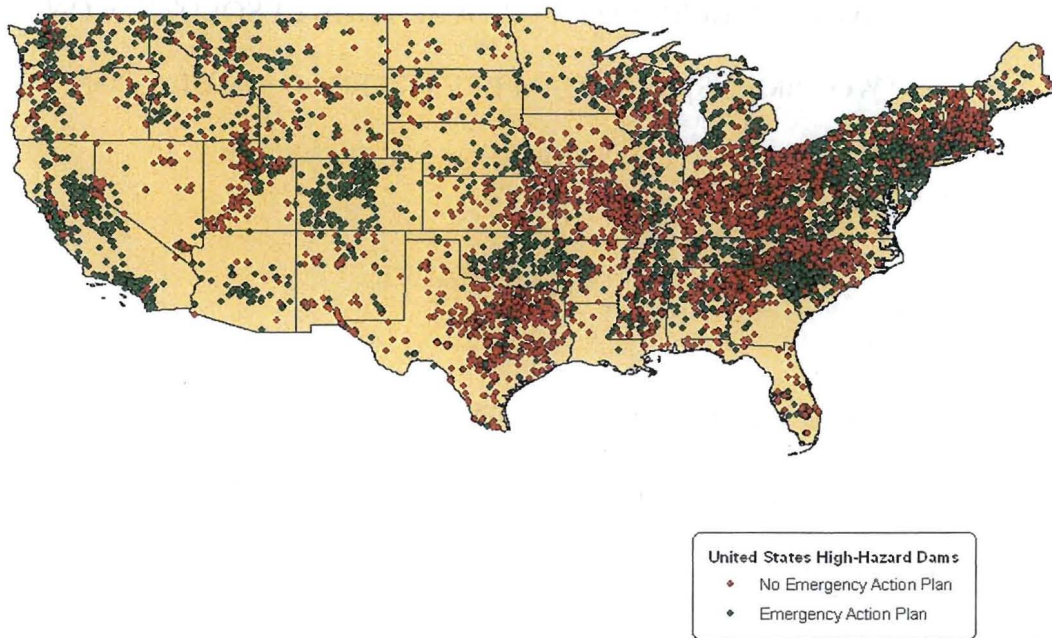 United States High-Hazard Dams
No Emergency Action Plan
Emergency Action Plan